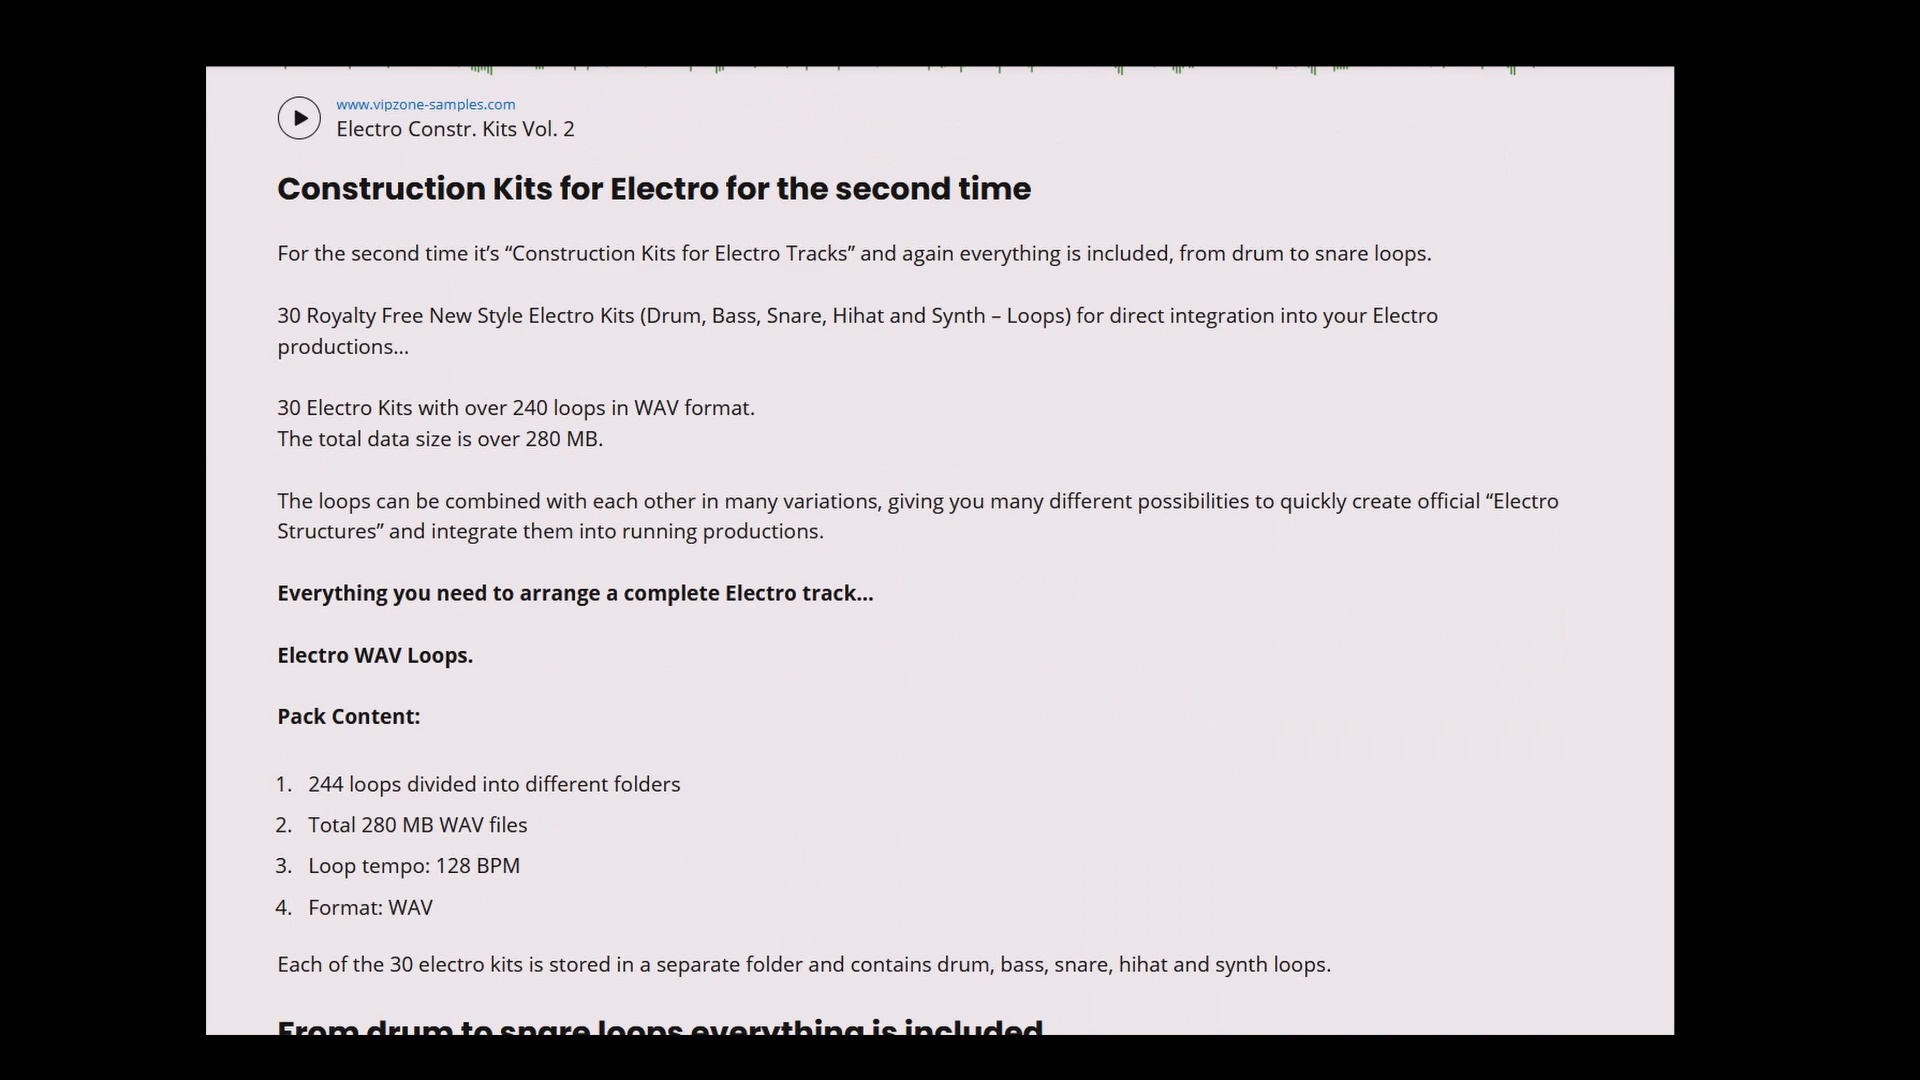 www.vipzone-samples.com
Electro Constr. Kits Vol. 2
Construction Kits for Electro for the second time
For the second time it’s “Construction Kits for Electro Tracks” and again everything is included, from drum to snare loops.
30 Royalty Free New Style Electro Kits (Drum, Bass, Snare, Hihat and Synth – Loops) for direct integration into your Electro
productions…
30 Electro Kits with over 240 loops in WAV format.
The total data size is over 280 MB.
The loops can be combined with each other in many variations, giving you many different possibilities to quickly create official “Electro
Structures” and integrate them into running productions.
Everything you need to arrange a complete Electro track…
Electro WAV Loops.
Pack Content:
1. 244 loops divided into different folders
2. Total 280 MB WAV files
3. Loop tempo: 128 BPM
4. Format: WAV
Each of the 30 electro kits is stored in a separate folder and contains drum, bass, snare, hihat and synth loops.
From drum to snare loops everything is included